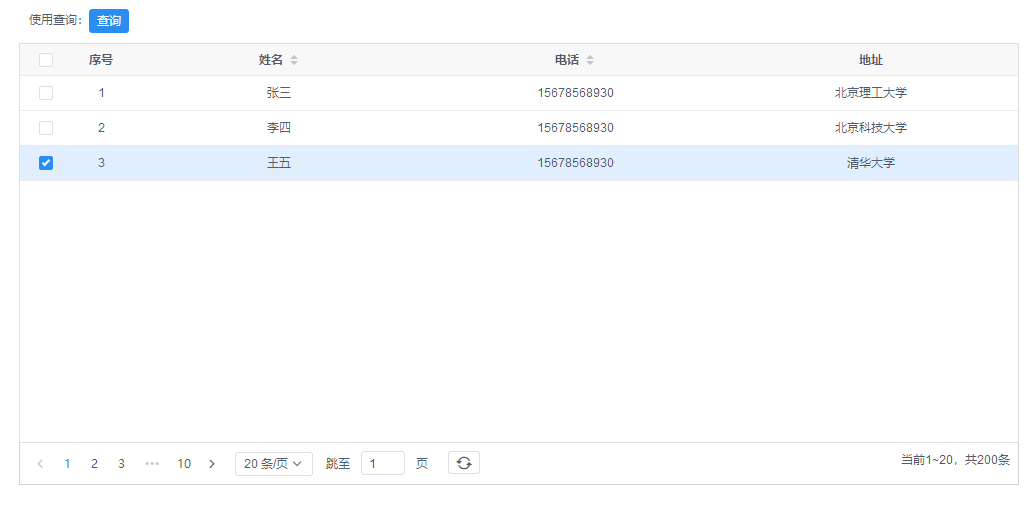 使用查询: 查询
序号 姓名 电话 地址
1 张三 15678568930 北京理工大学
2 李四 15678568930 北京科技大学
3 王五 15678568930 清华大学
1 2 3 ••• 10 20 条/页 跳至 1 页 当前1~20，共200条